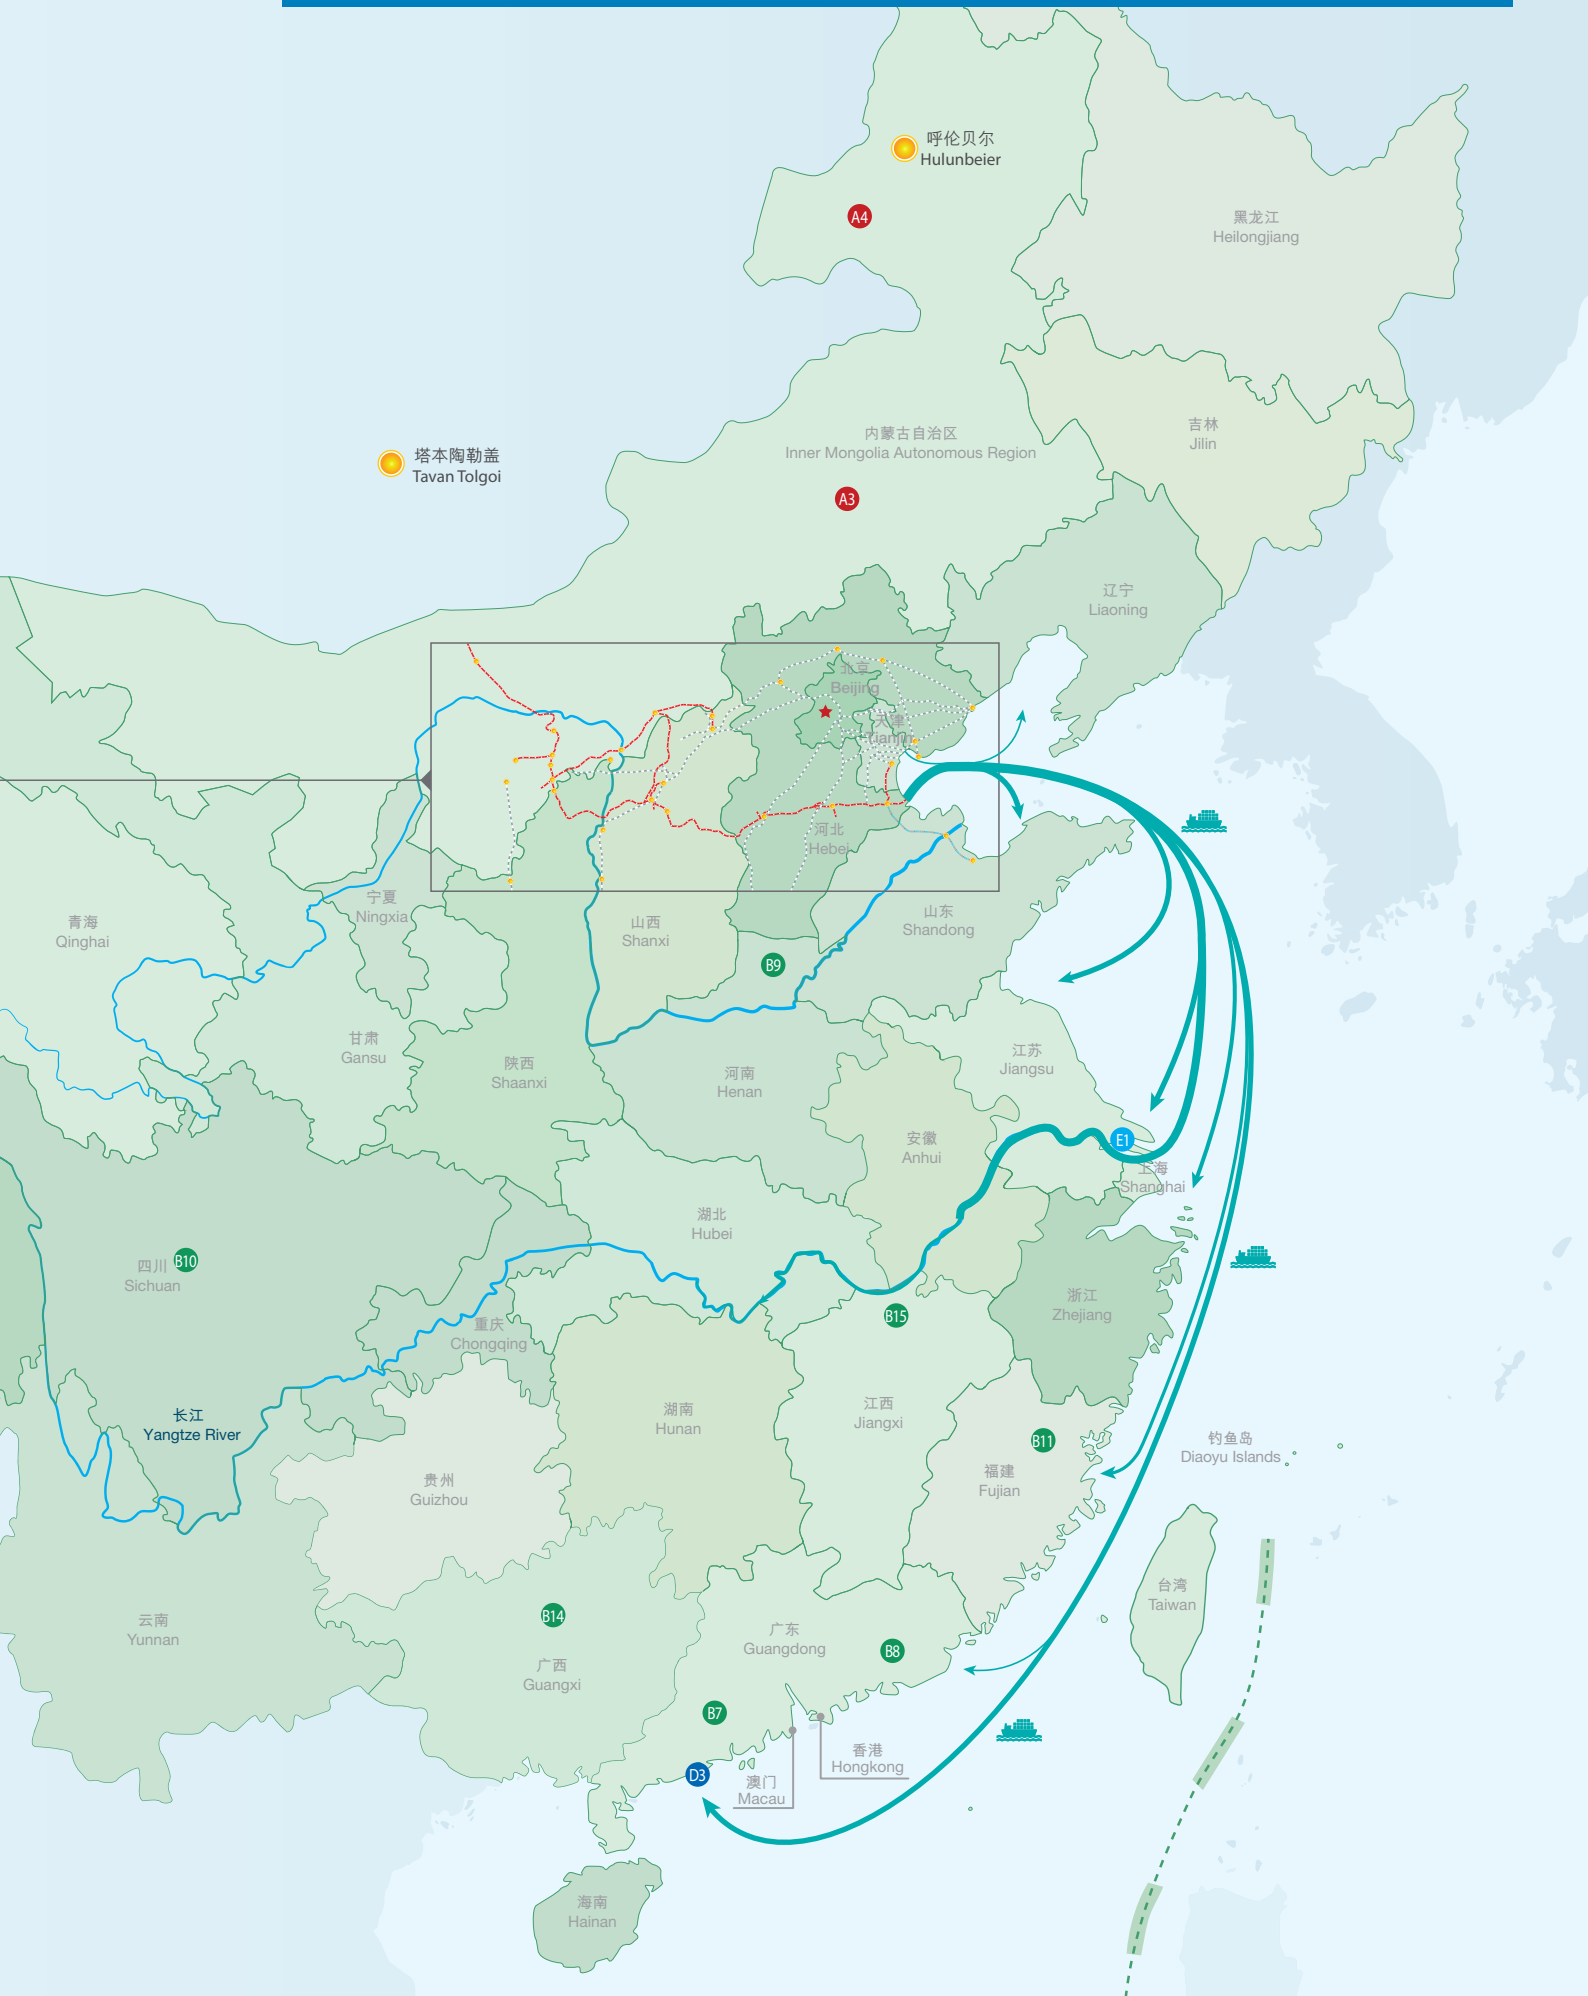 呼伦贝尔
Hulunbeier
A4
黑龙江
Heilongjiang
吉林
Jilin
内蒙古自治区
Inner Mongolia Autonomous Region
塔本陶勒盖
Tavan Tolgoi
A3
辽宁
Liaoning
北京
Beijing
天津
Tianjin
河北
Hebei
宁夏
Ningxia
青海
Qinghai
山西
Shanxi
山东
Shandong
B9
甘肃
Gansu
陕西
Shaanxi
河南
Henan
江苏
Jiangsu
安徽
Anhui
E1
上海
Shanghai
湖北
Hubei
四川
Sichuan
B10
浙江
Zhejiang
B15
重庆
Chongqing
长江
Yangtze River
湖南
Hunan
江西
Jiangxi
B11
钓鱼岛
Diaoyu Islands
贵州
Guizhou
福建
Fujian
台湾
Taiwan
云南
Yunnan
B14
广西
Guangxi
广东
Guangdong
B8
B7
D3
香港
Hongkong
澳门
Macau
海南
Hainan